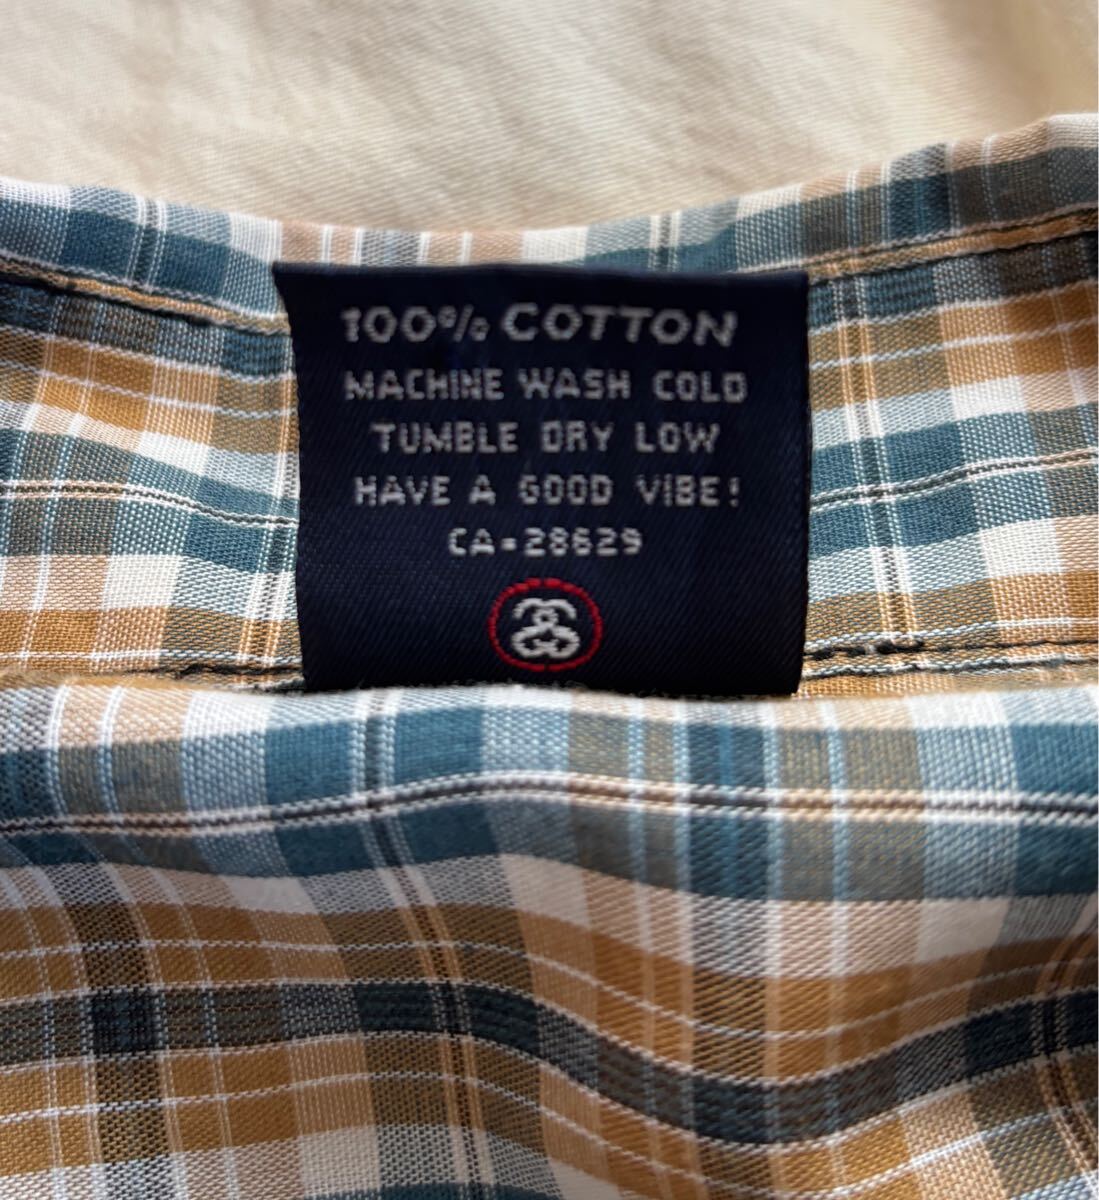 100% COTTON
MACHINE WASH COLD
TUMBLE DRY LOW
HAVE A GOOD VIBE!
CA-28629